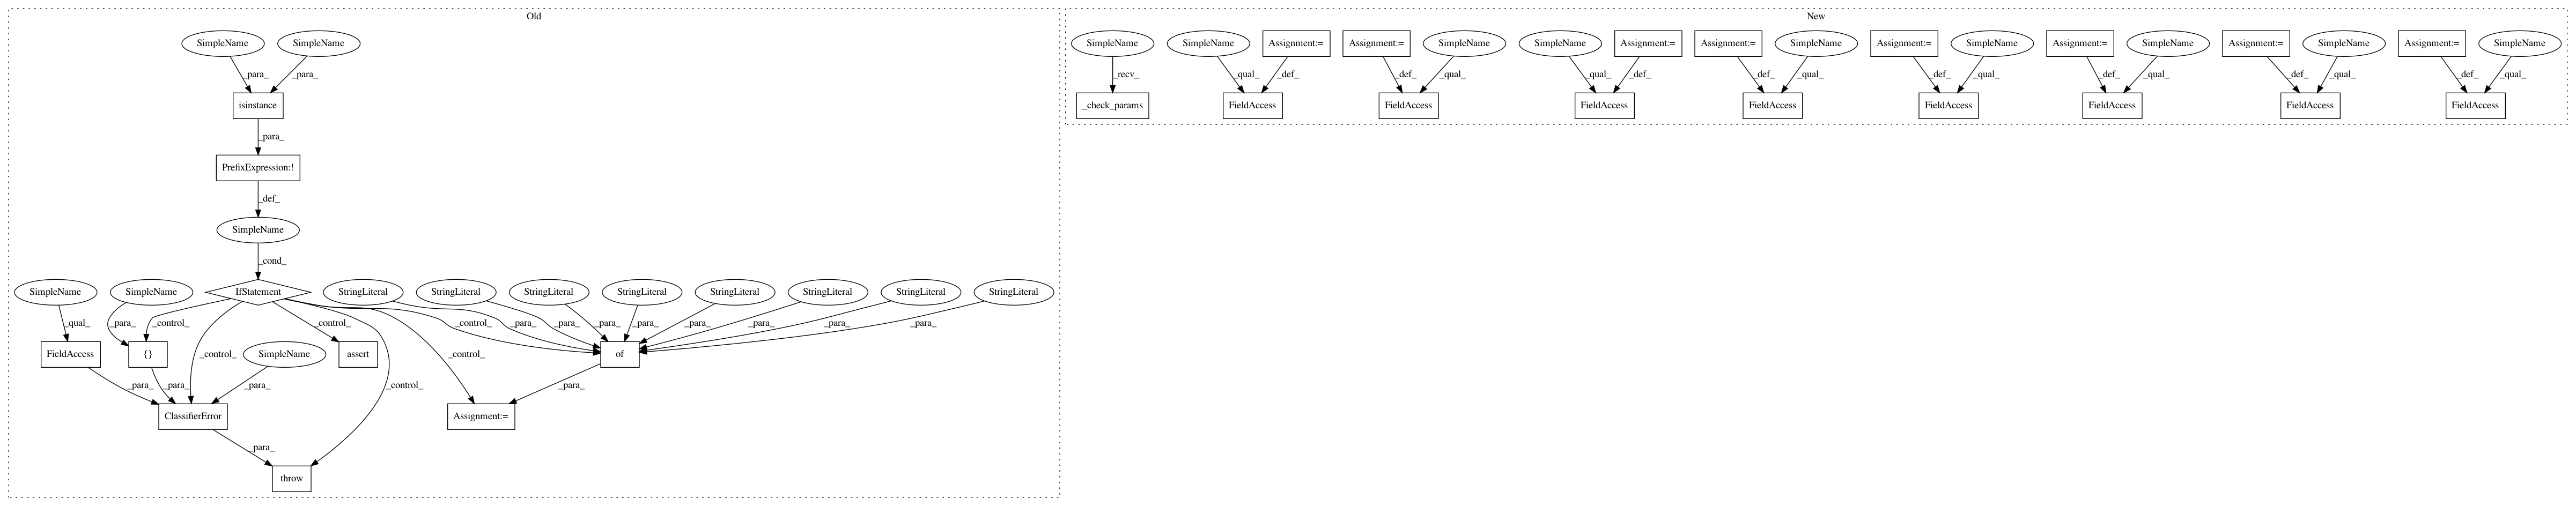 Old
New
SimpleName
SimpleName
SimpleName
SimpleName
Assignment:=
Assignment:=
SimpleName
SimpleName
Assignment:=
Assignment:=
SimpleName
Assignment:=
SimpleName
Assignment:=
SimpleName
Assignment:=
SimpleName
Assignment:=
SimpleName
_para_
_para_
_recv_
_qual_
_def_
_def_
_qual_
_qual_
_def_
_def_
_qual_
_def_
_qual_
_def_
_qual_
_def_
_qual_
_def_
_qual_
isinstance
_check_params
FieldAccess
FieldAccess
FieldAccess
FieldAccess
FieldAccess
FieldAccess
FieldAccess
FieldAccess
_para_
PrefixExpression:!
_def_
SimpleName
_cond_
SimpleName
SimpleName
IfStatement
StringLiteral
StringLiteral
StringLiteral
StringLiteral
StringLiteral
StringLiteral
StringLiteral
StringLiteral
_qual_
_para_
_control_
_control_
_control_
_para_
_para_
_para_
_para_
_para_
_para_
_para_
_para_
FieldAccess
{}
_control_
SimpleName
assert
_control_
of
_para_
_para_
_para_
_control_
_para_
ClassifierError
Assignment:=
_para_
throw